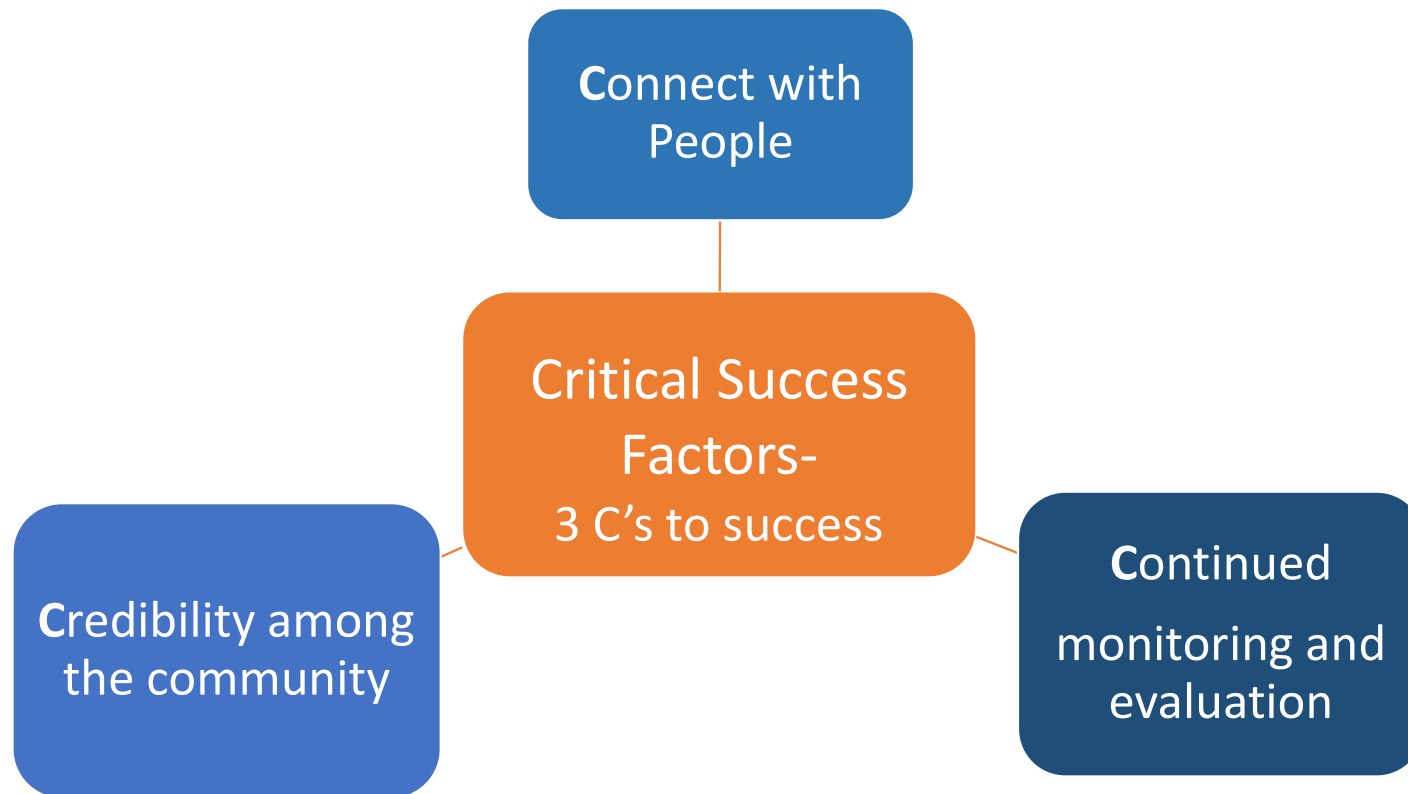 Connect with
People
Critical Success
Factors-
3 C’s to success
Credibility among
the community
Continued
monitoring and
evaluation